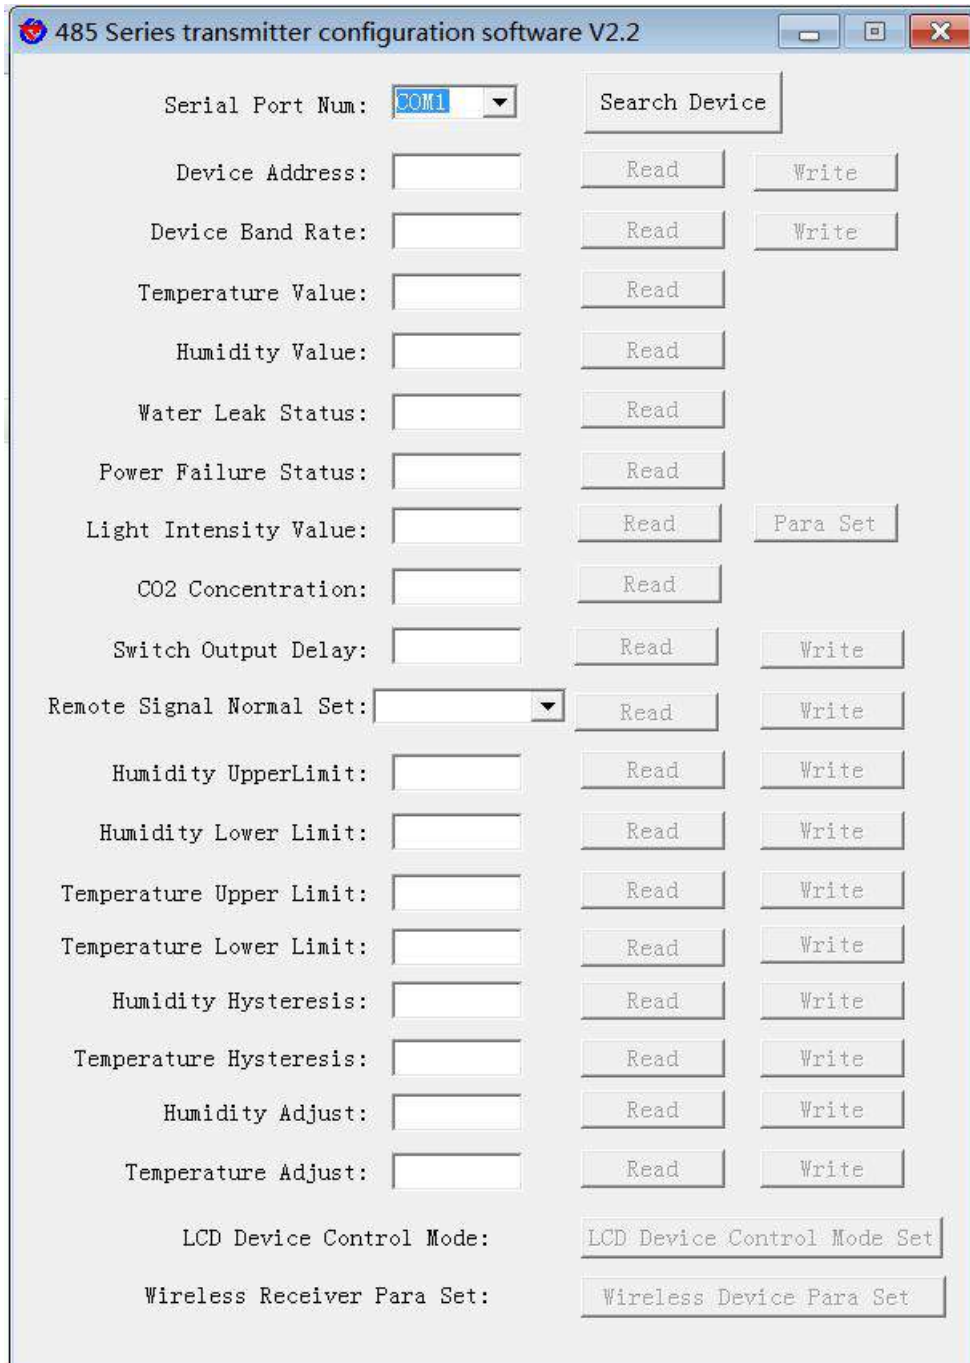 485 Series transmitter configuration software V2.2
Serial Port Num: COM1 Search Device
Device Address: Read Write
Device Band Rate: Read Write
Temperature Value: Read
Humidity Value: Read
Water Leak Status: Read
Power Failure Status: Read
Light Intensity Value: Read Para Set
CO2 Concentration: Read
Switch Output Delay: Read Write
Remote Signal Normal Set: Read Write
Humidity UpperLimit: Read Write
Humidity Lower Limit: Read Write
Temperature Upper Limit: Read Write
Temperature Lower Limit: Read Write
Humidity Hysteresis: Read Write
Temperature Hysteresis: Read Write
Humidity Adjust: Read Write
Temperature Adjust: Read Write
LCD Device Control Mode: LCD Device Control Mode Set
Wireless Receiver Para Set: Wireless Device Para Set